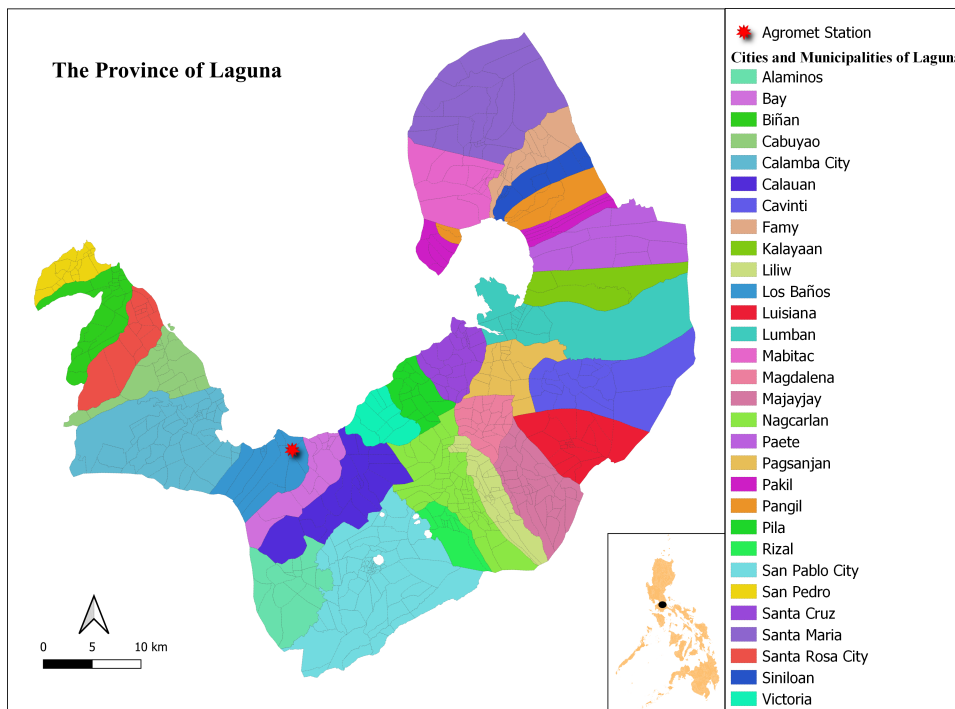 The Province of Laguna
0 5 10 km
Agromet Station
Cities and Municipalities of Laguna
Alaminos
Bay
Biñan
Cabuyao
Calamba City
Calauan
Cavinti
Famy
Kalayaan
Liliw
Los Baños
Luisiana
Lumban
Mabitac
Magdalena
Majayjay
Nagcarlan
Paete
Pagsanjan
Pakil
Pangil
Pila
Rizal
San Pablo City
San Pedro
Santa Cruz
Santa Maria
Santa Rosa City
Siniloan
Victoria